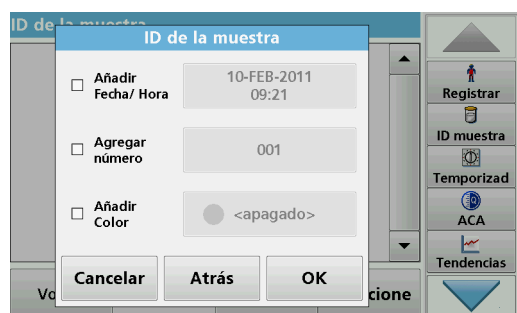 ID de la muestra
ID de la muestra
Añadir
Fecha/ Hora
10-FEB-2011
09:21
Agregar
número
001
Añadir
Color
<apagado>
Cancelar
Atrás
OK
Vo
cione
Registrar
ID muestra
Temporizad
ACA
Tendencias